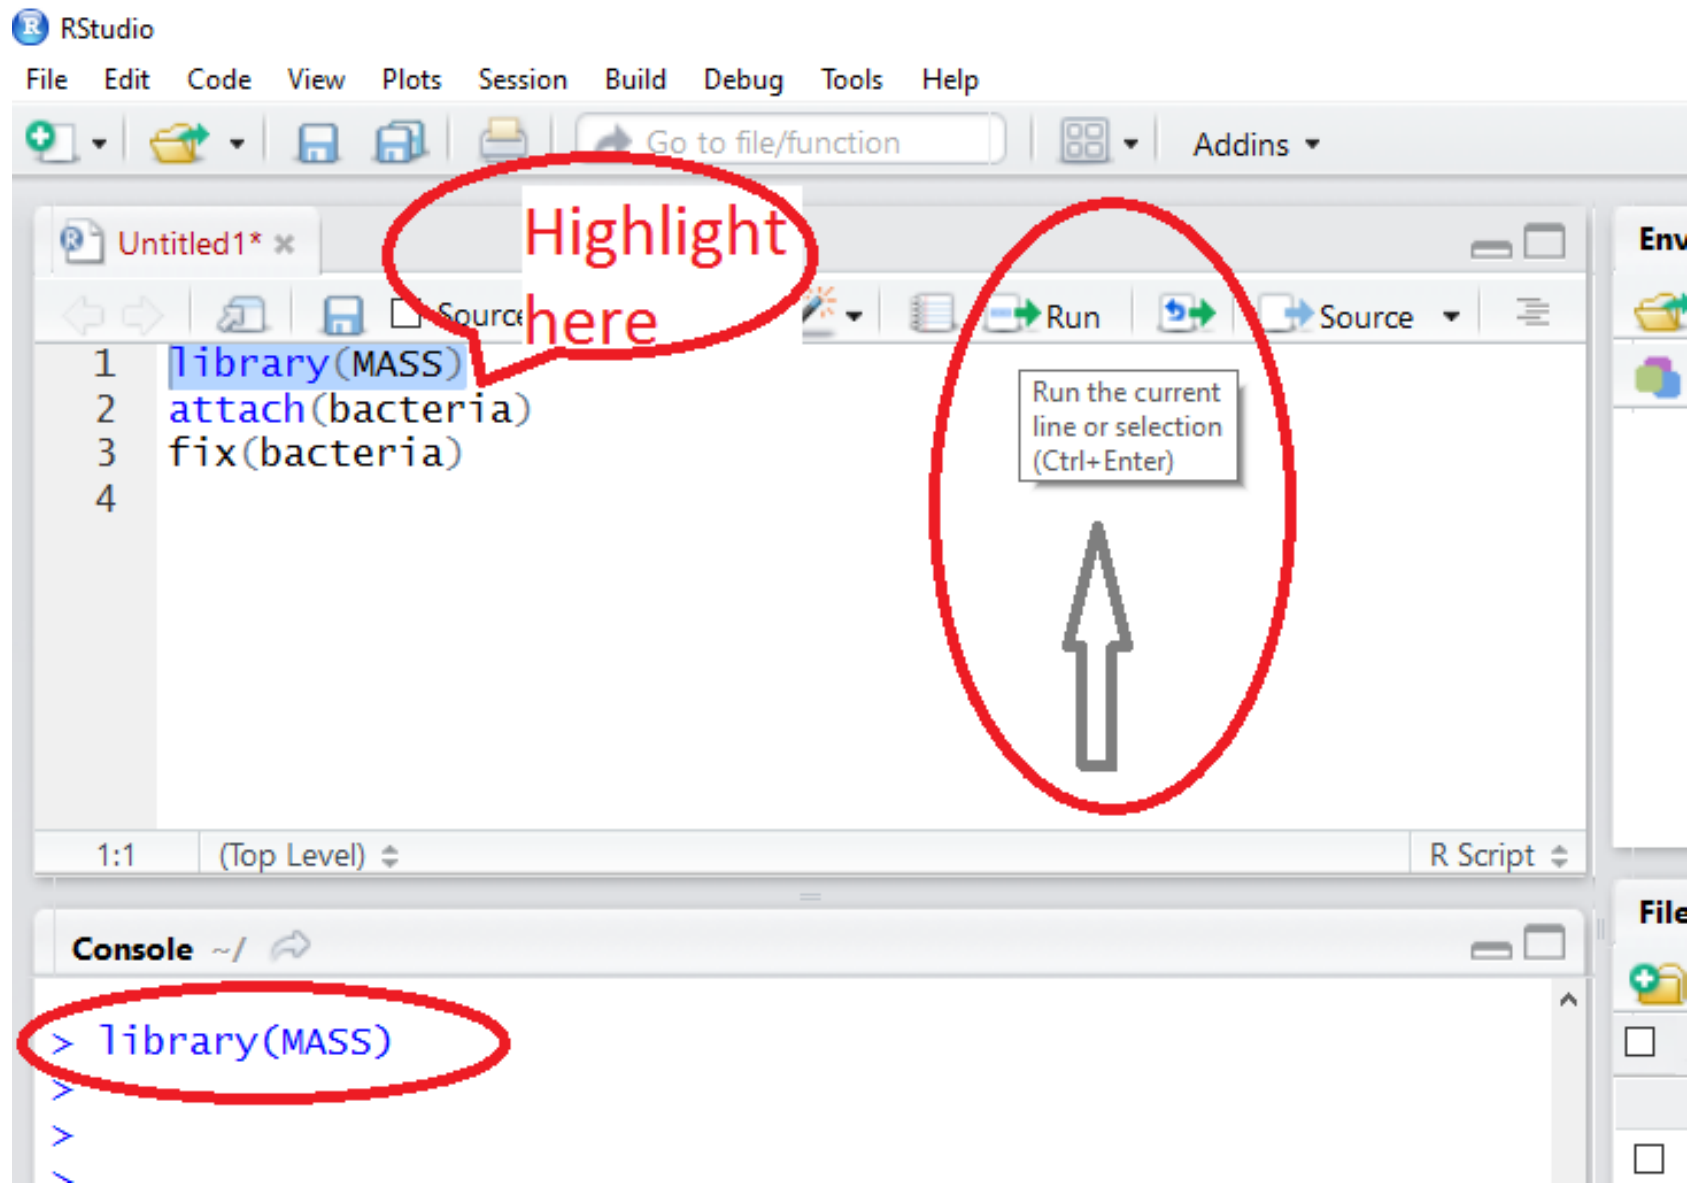 RStudio
File Edit Code View Plots Session Build Debug Tools Help
Go to file/function Addins
Untitled1*
Highlight
here
Source Run Source
Run the current
line or selection
(Ctrl+Enter)
1 library(MASS)
2 attach(bacteria)
3 fix(bacteria)
4
1:1 (Top Level) R Script
Env
Console ~/
File
> library(MASS)
>
>
>